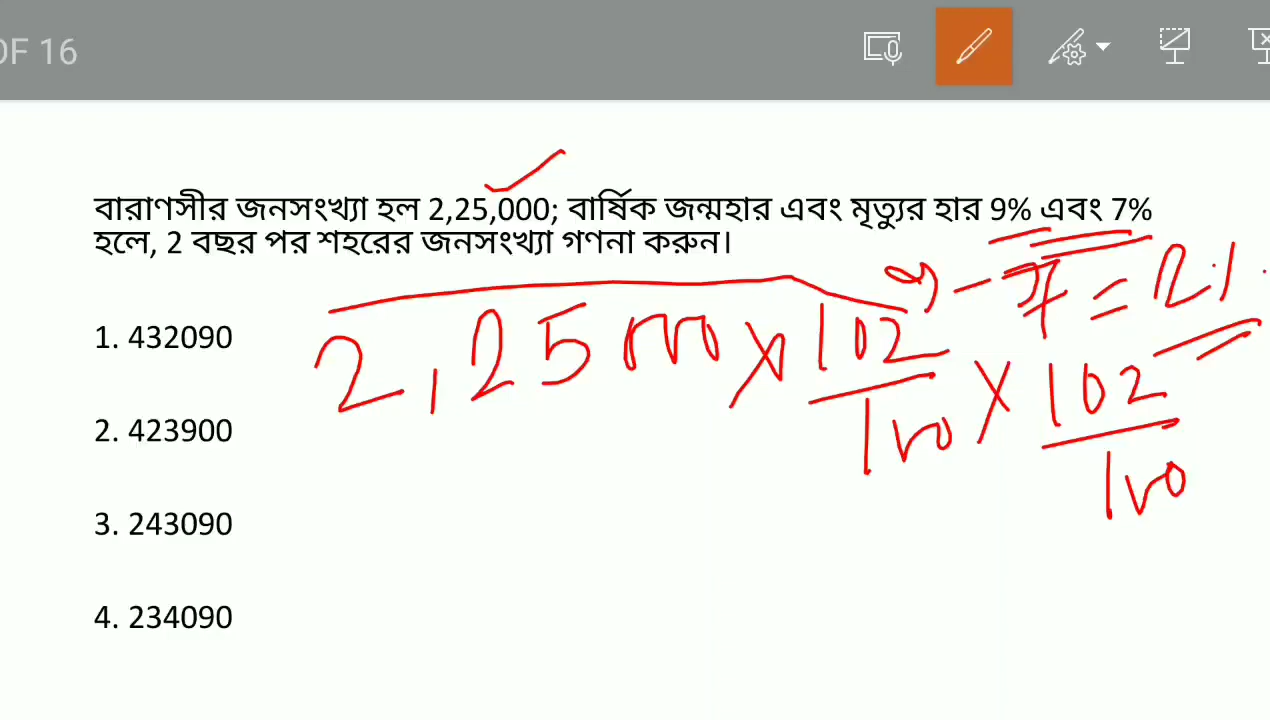 OF 16
বারাণসীর জনসংখ্যা হল 2,25,000; বার্ষিক জন্মহার এবং মৃত্যুর হার 9% এবং 7%
হলে, 2 বছর পর শহরের জনসংখ্যা গণনা করুন।
9 - 7 = 2%
2,25000 × 102/100 × 102/100
1. 432090
2. 423900
3. 243090
4. 234090